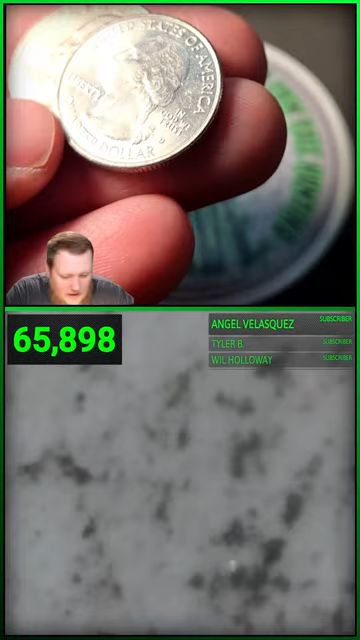 UNITED STATES OF AMERICA
LIBERTY
IN
GOD WE
TRUST
QUARTER DOLLAR
65,898
ANGEL VELASQUEZ SUBSCRIBER
TYLER B. SUBSCRIBER
WIL HOLLOWAY SUBSCRIBER